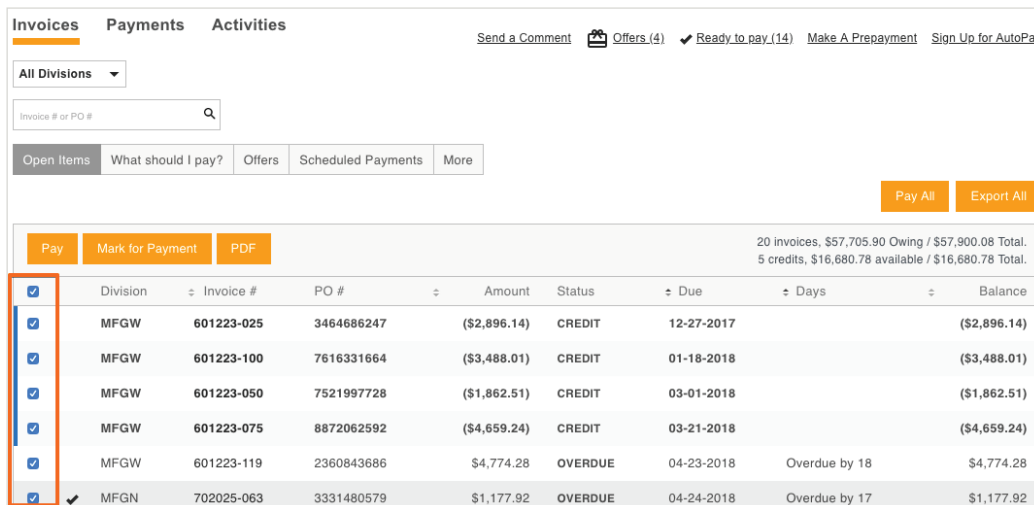 Invoices Payments Activities
Send a Comment Offers (4) Ready to pay (14) Make A Prepayment Sign Up for AutoPa
All Divisions
Invoice # or PO #
Open Items What should I pay? Offers Scheduled Payments More
Pay All Export All
Pay Mark for Payment PDF
20 invoices, $57,705.90 Owing / $57,900.08 Total.
5 credits, $16,680.78 available / $16,680.78 Total.
Division Invoice # PO # Amount Status Due Days Balance
MFGW 601223-025 3464686247 ($2,896.14) CREDIT 12-27-2017 ($2,896.14)
MFGW 601223-100 7616331664 ($3,488.01) CREDIT 01-18-2018 ($3,488.01)
MFGW 601223-050 7521997728 ($1,862.51) CREDIT 03-01-2018 ($1,862.51)
MFGW 601223-075 8872062592 ($4,659.24) CREDIT 03-21-2018 ($4,659.24)
MFGW 601223-119 2360843686 $4,774.28 OVERDUE 04-23-2018 Overdue by 18 $4,774.28
MFGN 702025-063 3331480579 $1,177.92 OVERDUE 04-24-2018 Overdue by 17 $1,177.92